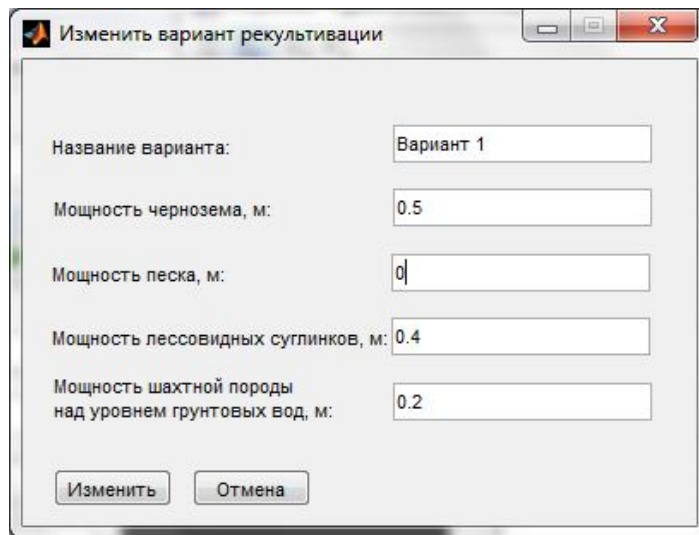 Изменить вариант рекультивации
Название варианта: Вариант 1
Мощность чернозема, м: 0.5
Мощность песка, м: 0
Мощность лессовидных суглинков, м: 0.4
Мощность шахтной породы
над уровнем грунтовых вод, м: 0.2
Изменить Отмена